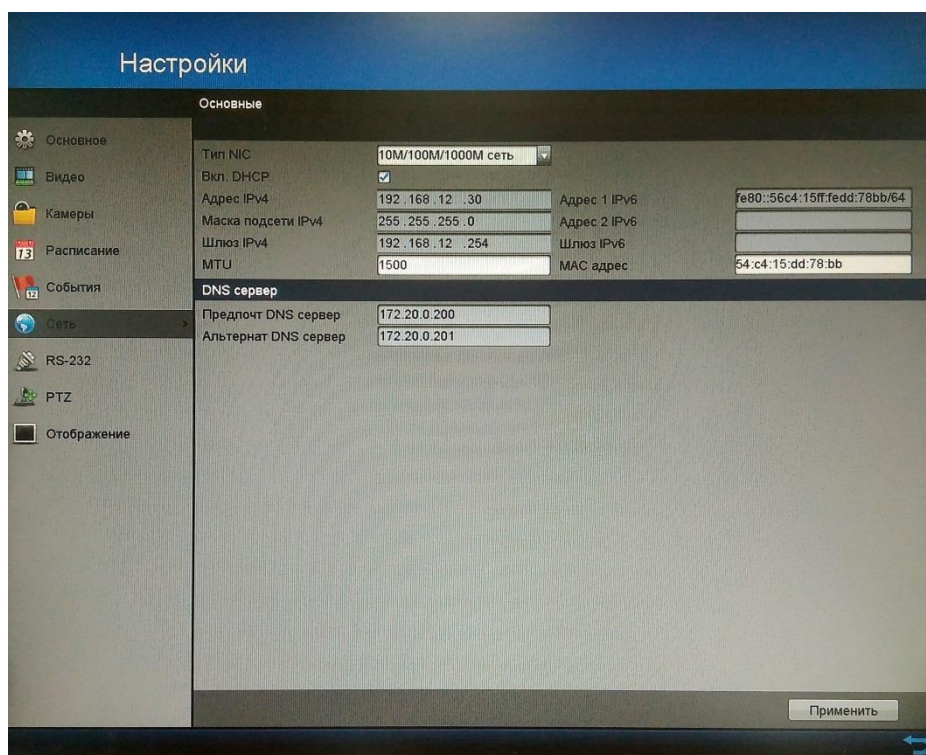 Настройки
Основные
Основное
Видео
Камеры
13 Расписание
12 События
Сеть
RS-232
PTZ
Отображение
Тип NIC 10M/100M/1000M сеть
Вкл. DHCP
Адрес IPv4 192 .168 .12 .30 Адрес 1 IPv6 fe80::56c4:15ff:fedd:78bb/64
Маска подсети IPv4 255 .255 .255 .0 Адрес 2 IPv6
Шлюз IPv4 192 .168 .12 .254 Шлюз IPv6
MTU 1500 MAC адрес 54:c4:15:dd:78:bb
DNS сервер
Предпочт DNS сервер 172.20.0.200
Альтернат DNS сервер 172.20.0.201
Применить